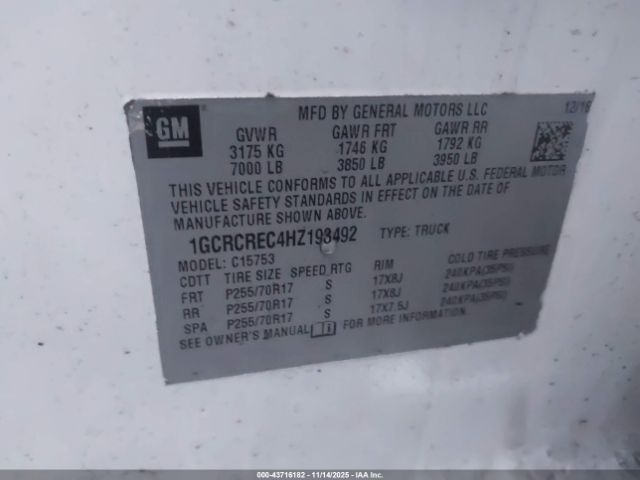 GM
MFD BY GENERAL MOTORS LLC 12/16
GVWR GAWR FRT GAWR RR
3175 KG 1746 KG 1792 KG
7000 LB 3850 LB 3950 LB
THIS VEHICLE CONFORMS TO ALL APPLICABLE U.S. FEDERAL MOTOR
VEHICLE SAFETY STANDARDS IN EFFECT ON THE DATE OF
MANUFACTURE SHOWN ABOVE.
1GCRCREC4HZ193492 TYPE: TRUCK
MODEL: C15753
CDTT TIRE SIZE SPEED RTG RIM COLD TIRE PRESSURE
FRT P255/70R17 S 17X8J 240KPA(35PSI)
RR P255/70R17 S 17X8J 240KPA(35PSI)
SPA P255/70R17 S 17X7.5J 240KPA(35PSI)
SEE OWNER'S MANUAL FOR MORE INFORMATION.
000-43716182 - 11/14/2025 - IAA Inc.